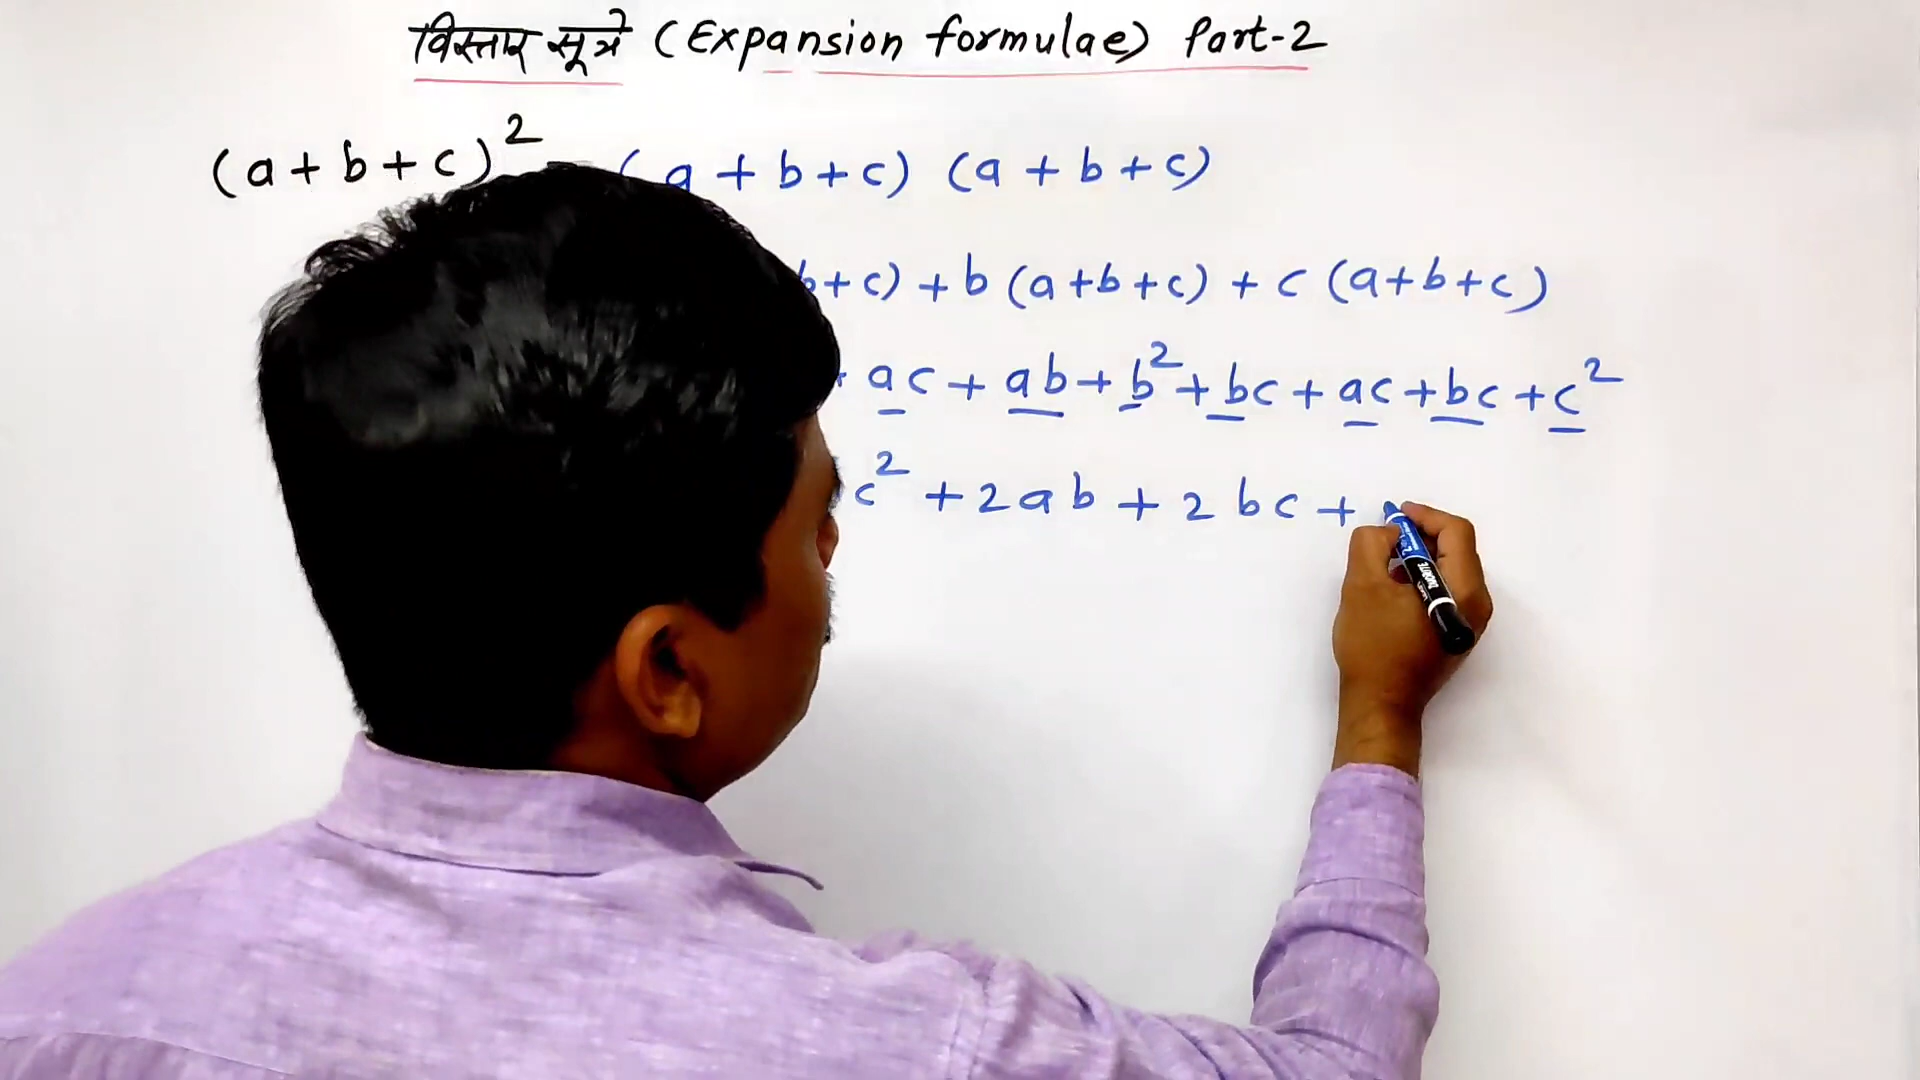 विस्तार सूत्रे (Expansion formulae) Part-2
(a + b + c)² = (a + b + c) (a + b + c)
b + c) + b (a + b + c) + c (a + b + c)
+ ac + ab + b² + bc + ac + bc + c²
c² + 2ab + 2bc +